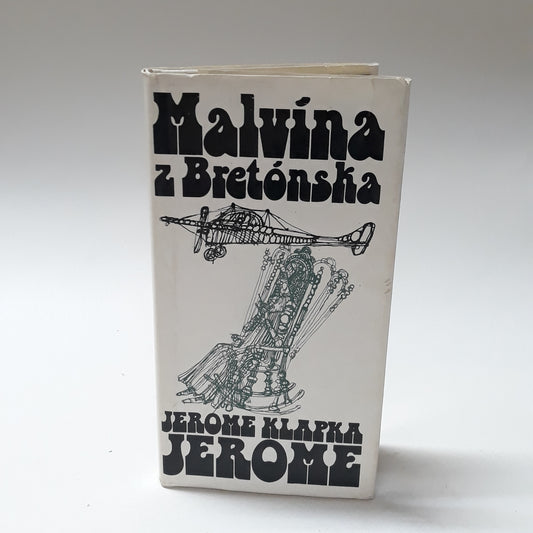 Malvína
z Bretónska
JEROME KLAPKA
JEROME